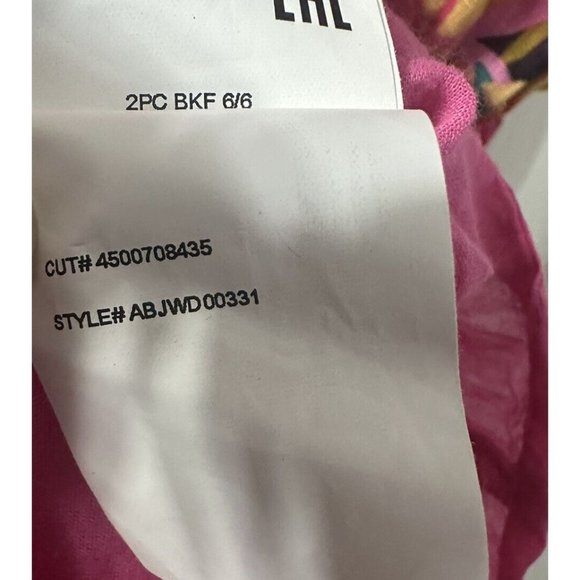 EAC
2PC BKF 6/6
CUT# 4500708435
STYLE# ABJWD00331